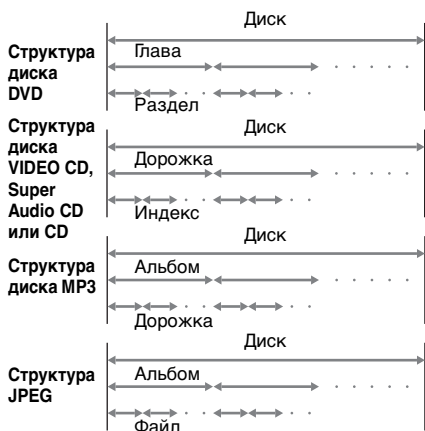 Диск
Структура
диска
DVD
Глава
Раздел
Структура
диска
VIDEO CD,
Super
Audio CD
или CD
Диск
Дорожка
Индекс
Структура
диска MP3
Диск
Альбом
Дорожка
Структура
JPEG
Диск
Альбом
Файл